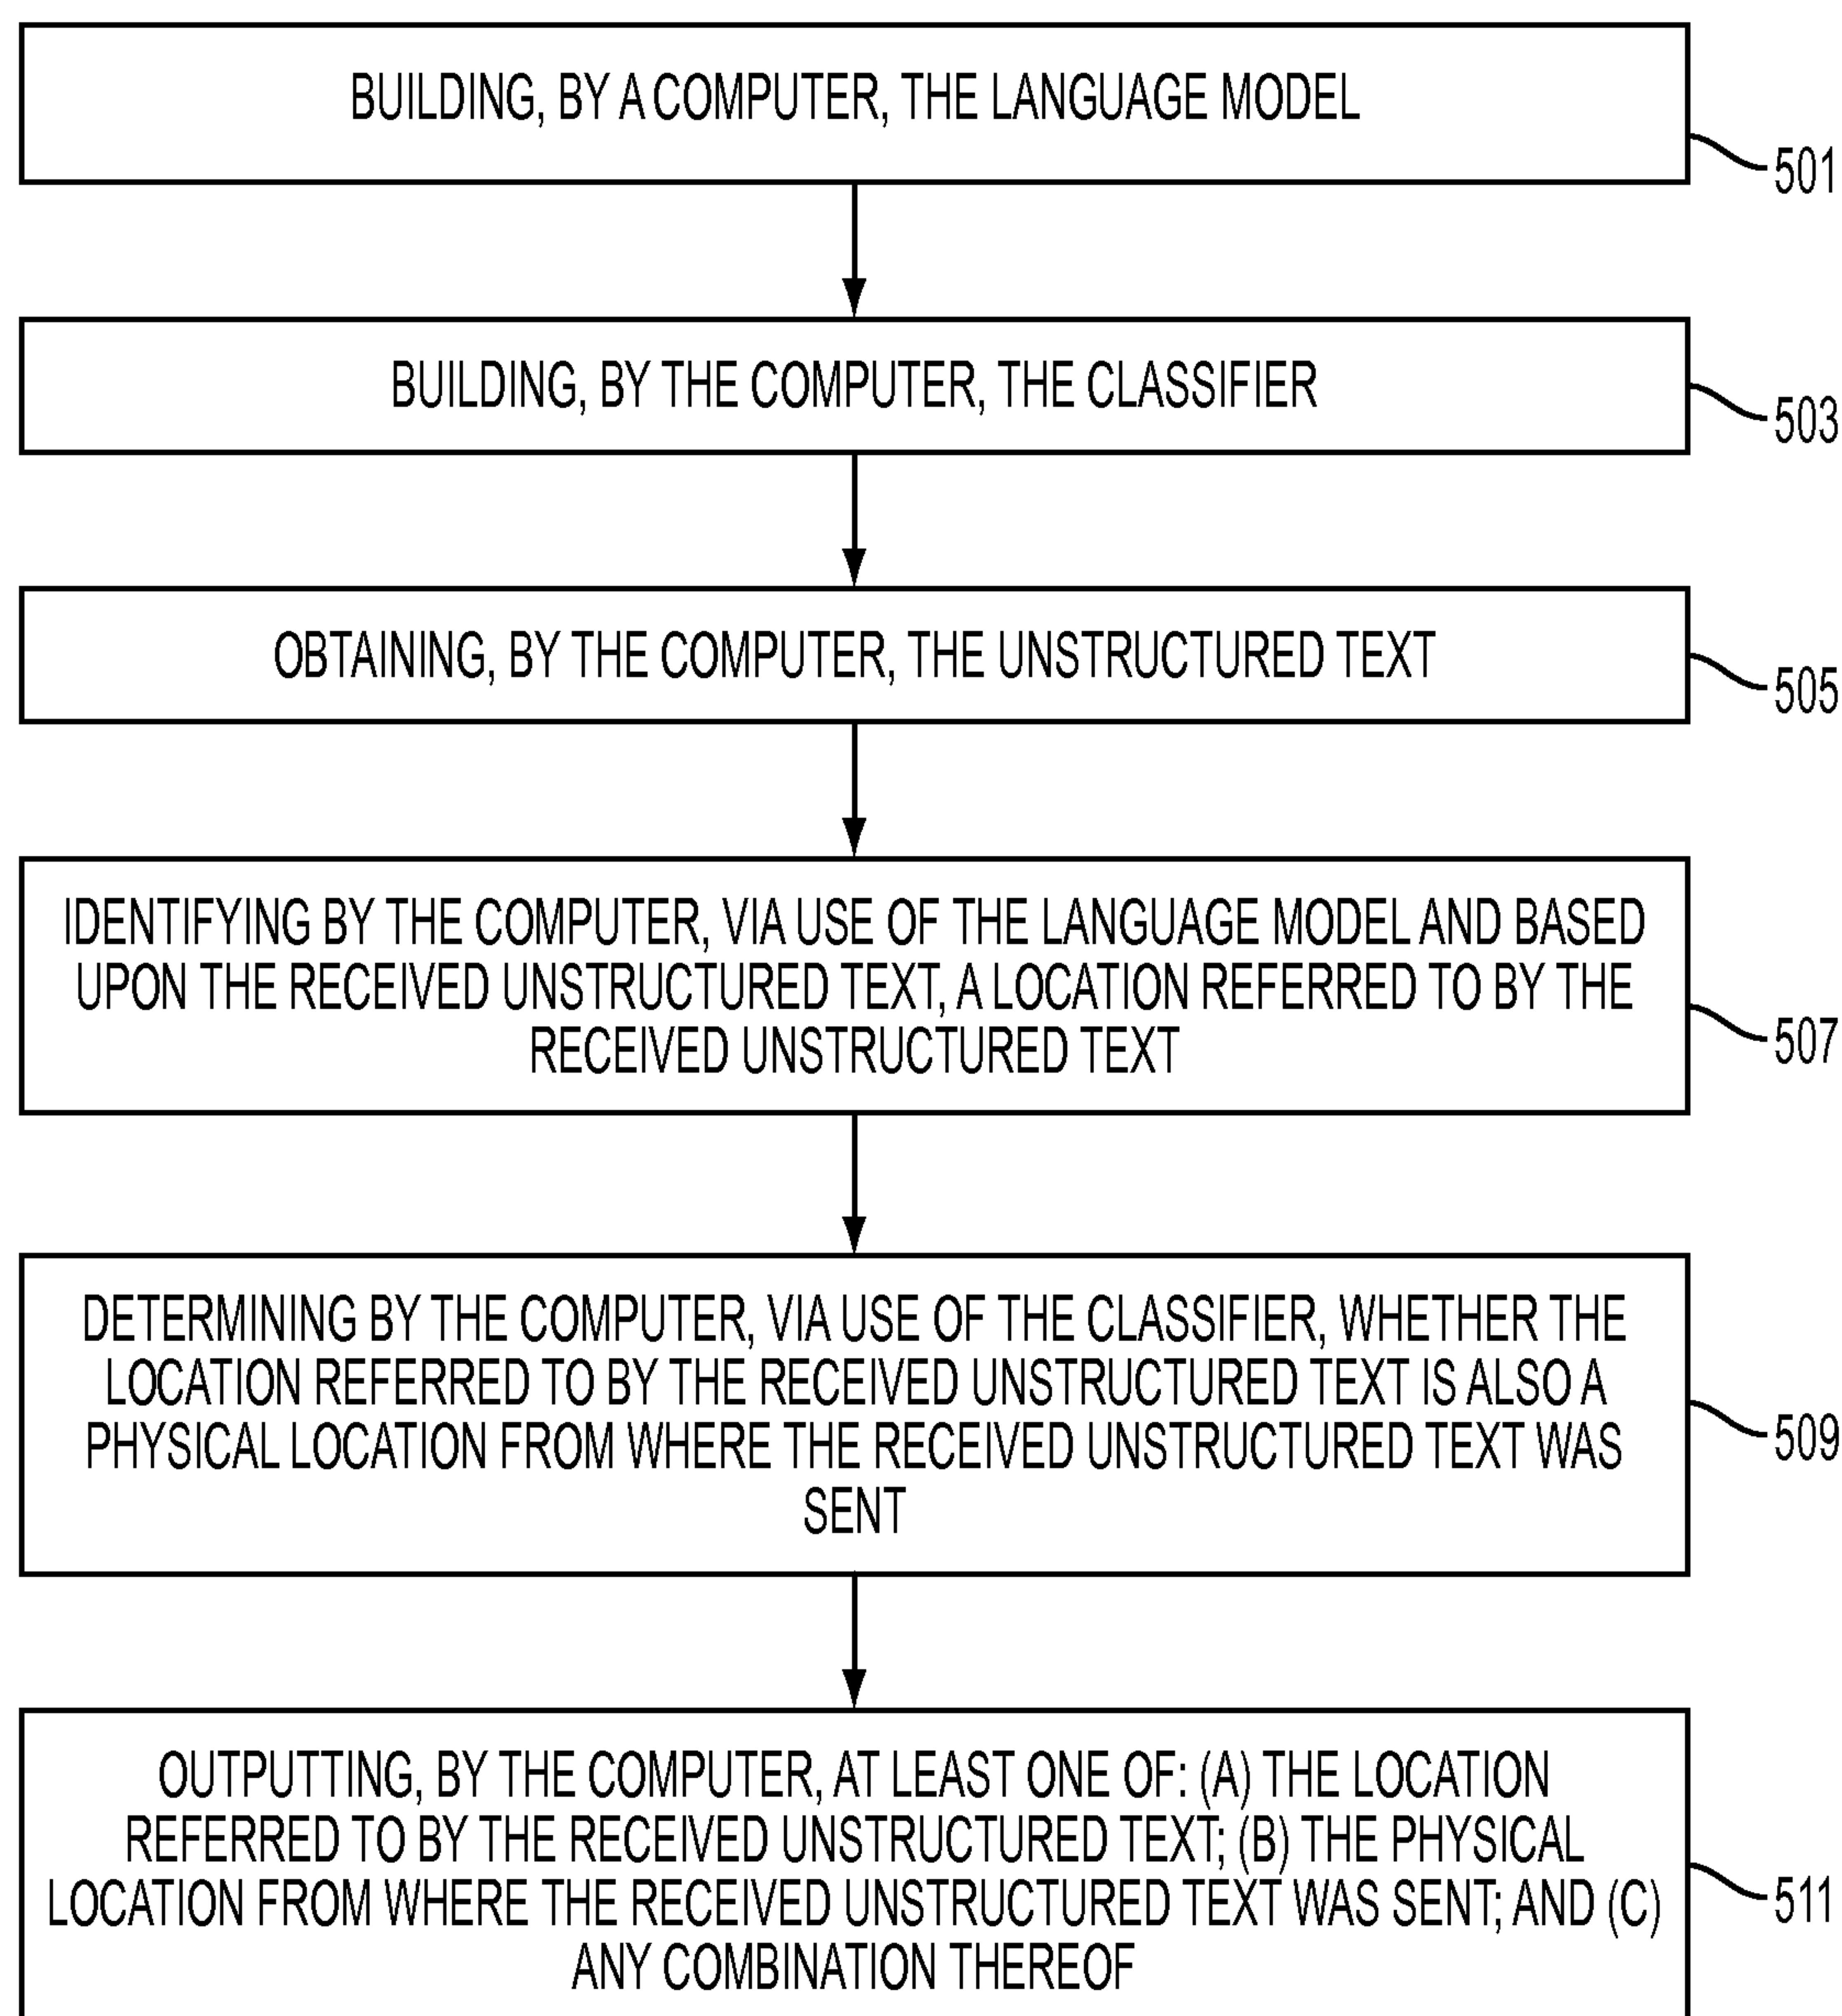 BUILDING, BY A COMPUTER, THE LANGUAGE MODEL
501
BUILDING, BY THE COMPUTER, THE CLASSIFIER
503
OBTAINING, BY THE COMPUTER, THE UNSTRUCTURED TEXT
505
IDENTIFYING BY THE COMPUTER, VIA USE OF THE LANGUAGE MODEL AND BASED
UPON THE RECEIVED UNSTRUCTURED TEXT, A LOCATION REFERRED TO BY THE
RECEIVED UNSTRUCTURED TEXT
507
DETERMINING BY THE COMPUTER, VIA USE OF THE CLASSIFIER, WHETHER THE
LOCATION REFERRED TO BY THE RECEIVED UNSTRUCTURED TEXT IS ALSO A
PHYSICAL LOCATION FROM WHERE THE RECEIVED UNSTRUCTURED TEXT WAS
SENT
509
OUTPUTTING, BY THE COMPUTER, AT LEAST ONE OF: (A) THE LOCATION
REFERRED TO BY THE RECEIVED UNSTRUCTURED TEXT; (B) THE PHYSICAL
LOCATION FROM WHERE THE RECEIVED UNSTRUCTURED TEXT WAS SENT; AND (C)
ANY COMBINATION THEREOF
511